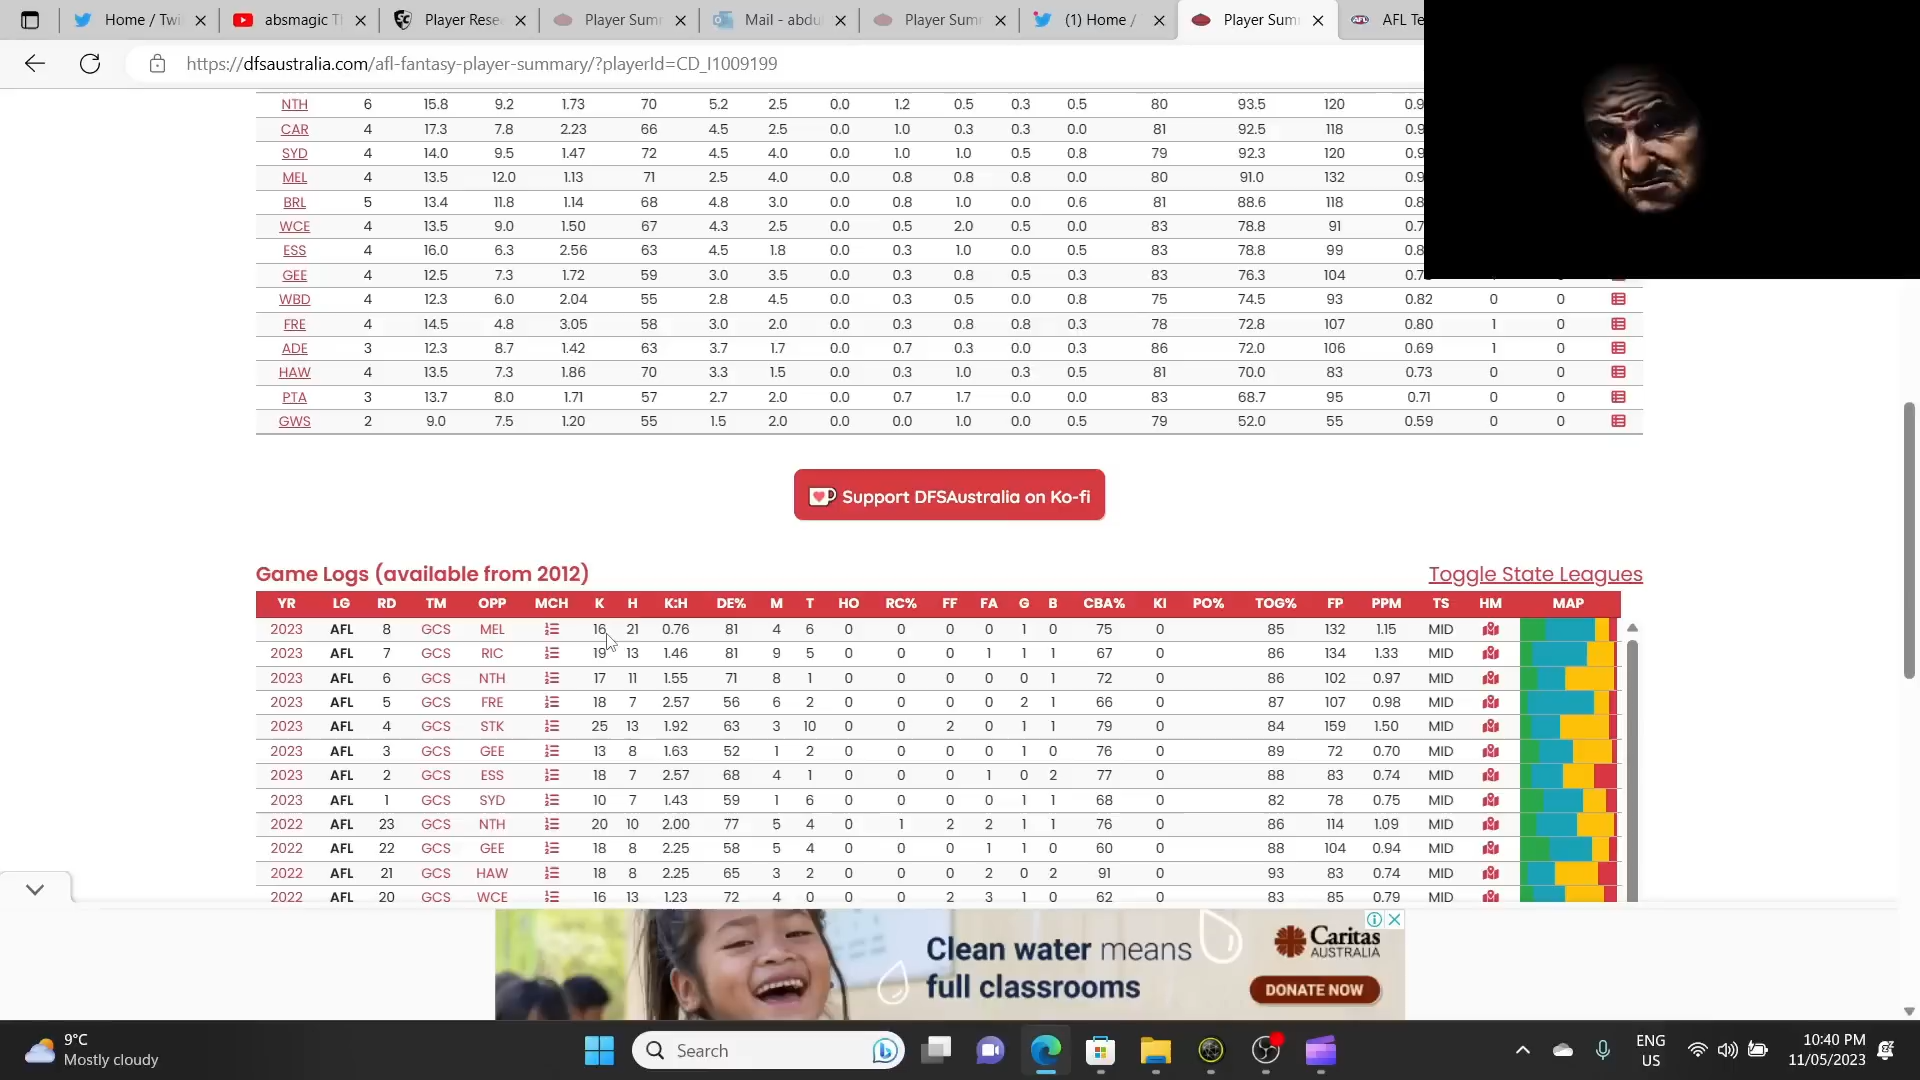 Home / Twi
absmagic T
Player Rese
Player Sum
Mail - abdu
Player Sum
(1) Home /
Player Sum
AFL Te
https://dfsaustralia.com/afl-fantasy-player-summary/?playerId=CD_I1009199
NTH 6 15.8 9.2 1.73 70 5.2 2.5 0.0 1.2 0.5 0.3 0.5 80 93.5 120 0.9
CAR 4 17.3 7.8 2.23 66 4.5 2.5 0.0 1.0 0.3 0.3 0.0 81 92.5 118 0.9
SYD 4 14.0 9.5 1.47 72 4.5 4.0 0.0 1.0 1.0 0.5 0.8 79 92.3 120 0.9
MEL 4 13.5 12.0 1.13 71 2.5 4.0 0.0 0.8 0.8 0.8 0.0 80 91.0 132 0.9
BRL 5 13.4 11.8 1.14 68 4.8 3.0 0.0 0.8 1.0 0.0 0.6 81 88.6 118 0.8
WCE 4 13.5 9.0 1.50 67 4.3 2.5 0.0 0.5 2.0 0.5 0.0 83 78.8 91 0.7
ESS 4 16.0 6.3 2.56 63 4.5 1.8 0.0 0.3 1.0 0.0 0.5 83 78.8 99 0.8
GEE 4 12.5 7.3 1.72 59 3.0 3.5 0.0 0.3 0.8 0.5 0.3 83 76.3 104 0.7
WBD 4 12.3 6.0 2.04 55 2.8 4.5 0.0 0.3 0.5 0.0 0.8 75 74.5 93 0.82 0 0
FRE 4 14.5 4.8 3.05 58 3.0 2.0 0.0 0.3 0.8 0.8 0.3 78 72.8 107 0.80 1 0
ADE 3 12.3 8.7 1.42 63 3.7 1.7 0.0 0.7 0.3 0.0 0.3 86 72.0 106 0.69 1 0
HAW 4 13.5 7.3 1.86 70 3.3 1.5 0.0 0.3 1.0 0.3 0.5 81 70.0 83 0.73 0 0
PTA 3 13.7 8.0 1.71 57 2.7 2.0 0.0 0.7 1.7 0.0 0.0 83 68.7 95 0.71 0 0
GWS 2 9.0 7.5 1.20 55 1.5 2.0 0.0 0.0 1.0 0.0 0.5 79 52.0 55 0.59 0 0
Support DFSAustralia on Ko-fi
Game Logs (available from 2012)
Toggle State Leagues
YR LG RD TM OPP MCH K H K:H DE% M T HO RC% FF FA G B CBA% KI PO% TOG% FP PPM TS HM MAP
2023 AFL 8 GCS MEL 16 21 0.76 81 4 6 0 0 0 0 1 0 75 0 85 132 1.15 MID
2023 AFL 7 GCS RIC 19 13 1.46 81 9 5 0 0 0 1 1 1 67 0 86 134 1.33 MID
2023 AFL 6 GCS NTH 17 11 1.55 71 8 1 0 0 0 0 0 1 72 0 86 102 0.97 MID
2023 AFL 5 GCS FRE 18 7 2.57 56 6 2 0 0 0 0 2 1 66 0 87 107 0.98 MID
2023 AFL 4 GCS STK 25 13 1.92 63 3 10 0 0 2 0 1 1 79 0 84 159 1.50 MID
2023 AFL 3 GCS GEE 13 8 1.63 52 1 2 0 0 0 0 1 0 76 0 89 72 0.70 MID
2023 AFL 2 GCS ESS 18 7 2.57 68 4 1 0 0 0 1 0 2 77 0 88 83 0.74 MID
2023 AFL 1 GCS SYD 10 7 1.43 59 1 6 0 0 0 0 1 1 68 0 82 78 0.75 MID
2022 AFL 23 GCS NTH 20 10 2.00 77 5 4 0 1 2 2 1 1 76 0 86 114 1.09 MID
2022 AFL 22 GCS GEE 18 8 2.25 58 5 4 0 0 0 1 1 0 60 0 88 104 0.94 MID
2022 AFL 21 GCS HAW 18 8 2.25 65 3 2 0 0 0 2 0 2 91 0 93 83 0.74 MID
2022 AFL 20 GCS WCE 16 13 1.23 72 4 0 0 0 2 3 1 0 62 0 83 85 0.79 MID
Clean water means
full classrooms
Caritas
AUSTRALIA
DONATE NOW
9°C
Mostly cloudy
Search
ENG
US
10:40 PM
11/05/2023